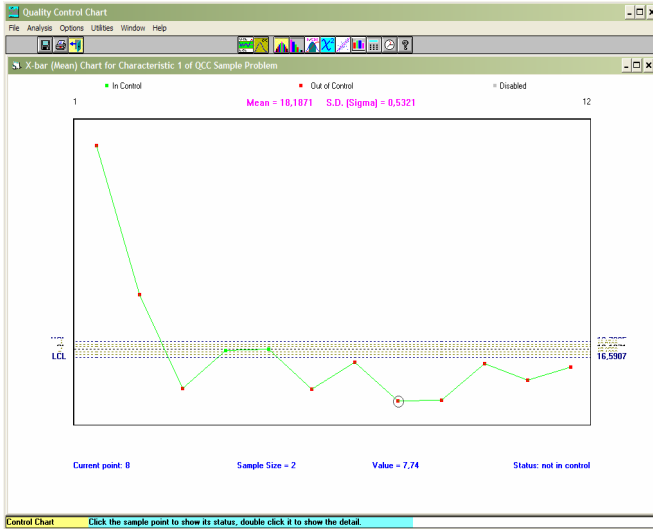 Quality Control Chart
File Analysis Options Utilities Window Help
X-bar (Mean) Chart for Characteristic 1 of QCC Sample Problem
In Control Out of Control Disabled
1 Mean = 18,1871 S.D. (Sigma) = 0,5321 12
LCL 16,5907
Current point: 8 Sample Size = 2 Value = 7,74 Status: not in control
Control Chart Click the sample point to show its status, double click it to show the detail.